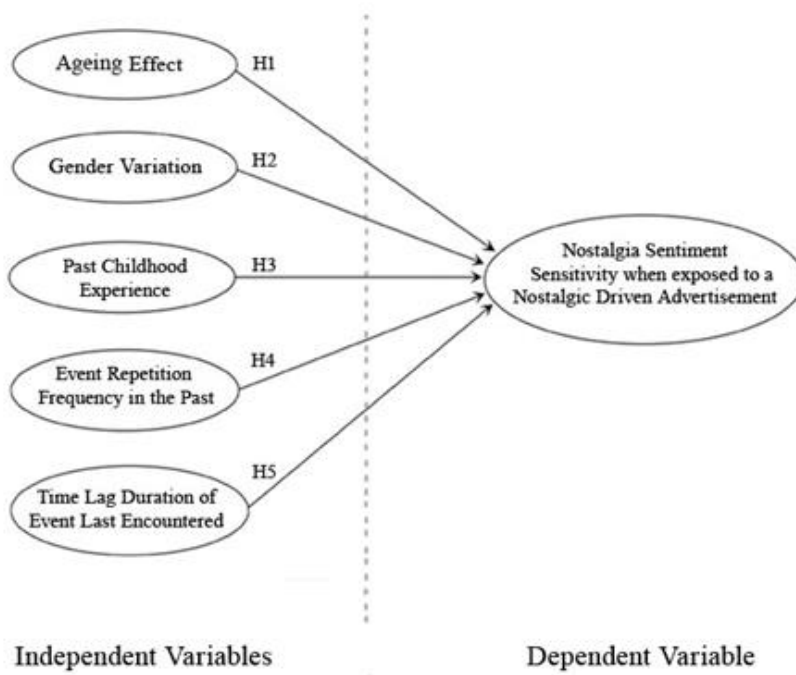 Ageing Effect
H1
Gender Variation
H2
Past Childhood
Experience
H3
Event Repetition
Frequency in the Past
H4
Time Lag Duration of
Event Last Encountered
H5
Nostalgia Sentiment
Sensitivity when exposed to a
Nostalgic Driven Advertisement
Independent Variables
Dependent Variable